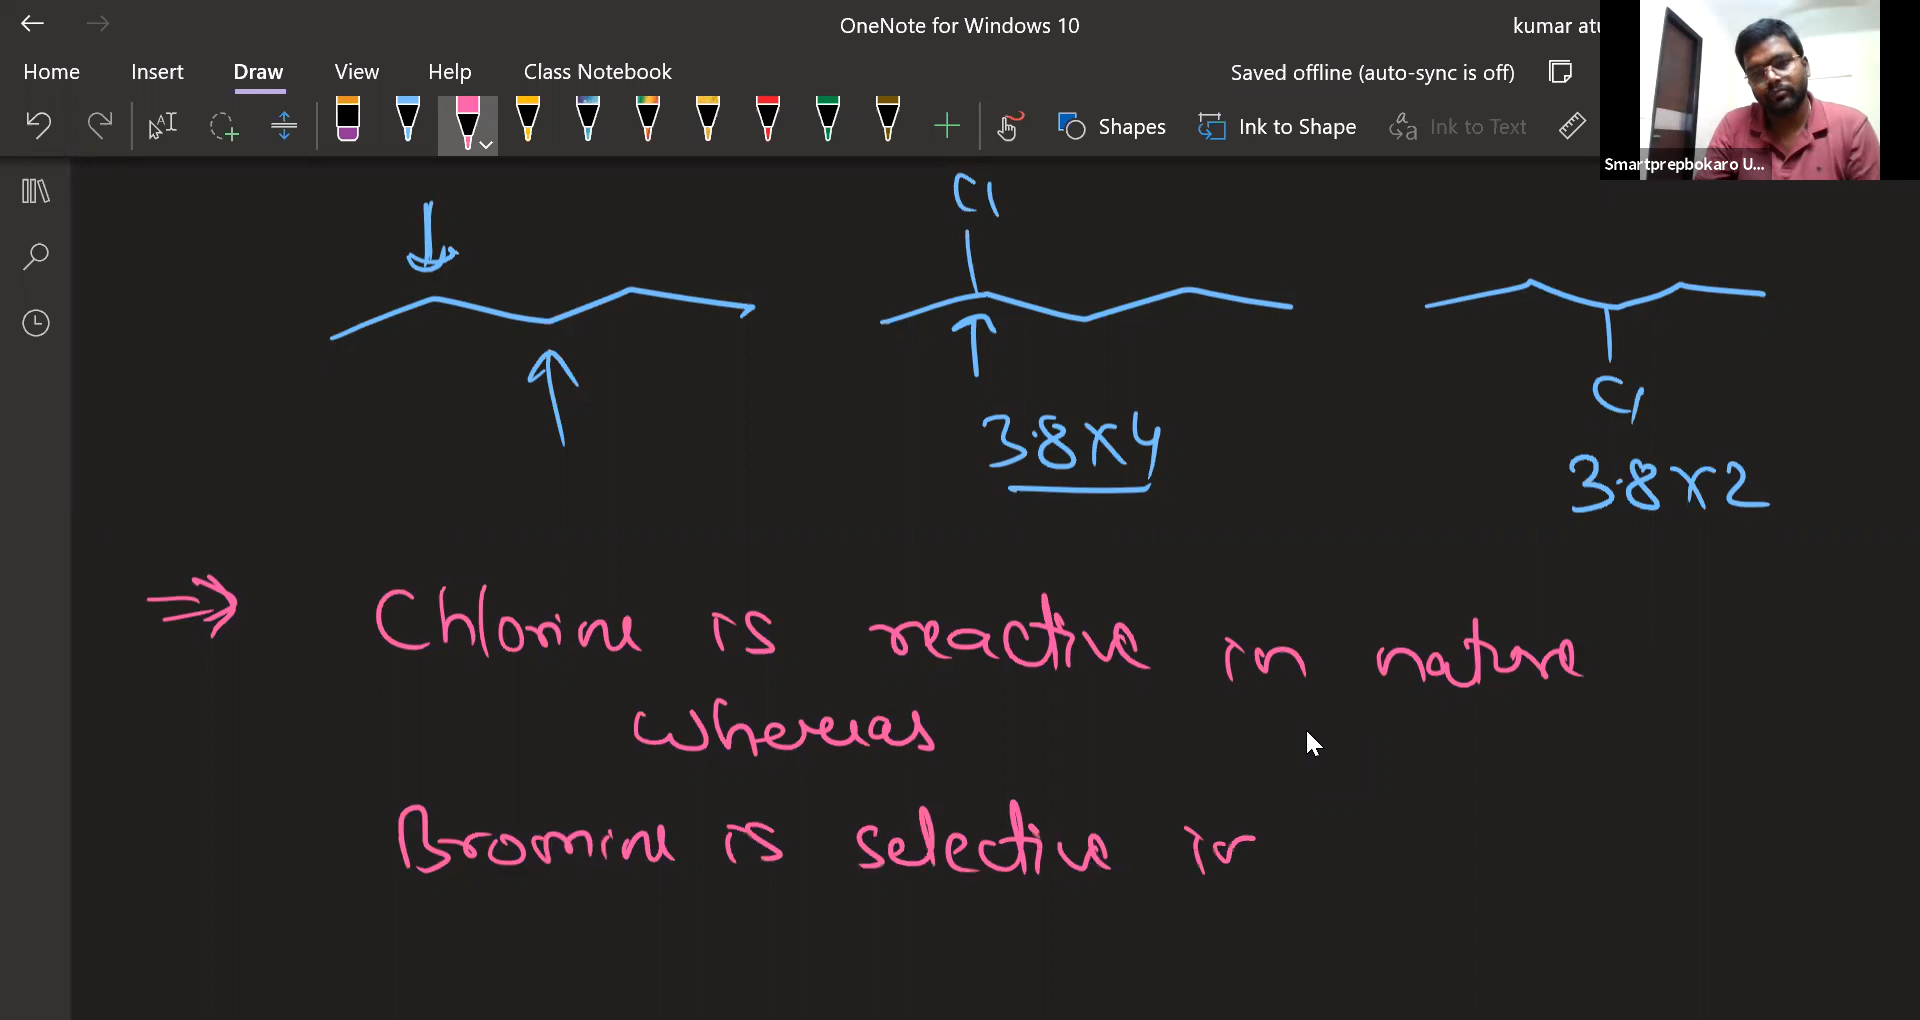 OneNote for Windows 10
kumar atu
Home Insert Draw View Help Class Notebook
Saved offline (auto-sync is off)
Shapes Ink to Shape Ink to Text
Smartprepbokaro U...
Cl
Cl
3.8x4
3.8x2
Chlorine is reactive in nature
whereas
Bromine is selective in